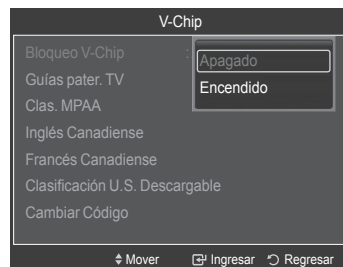 V-Chip
Bloqueo V-Chip : Apagado
Guías pater. TV Encendido
Clas. MPAA
Inglés Canadiense
Francés Canadiense
Clasificación U.S. Descargable
Cambiar Código
Mover Ingresar Regresar